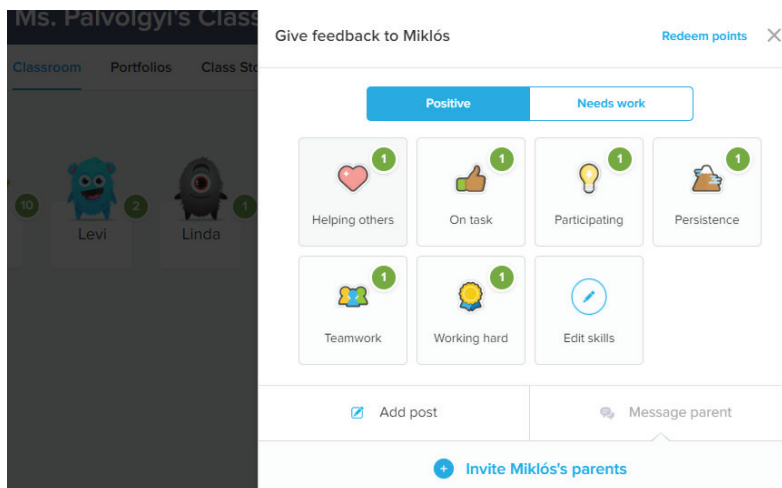 Ms. Palvolgyi's Class
Classroom Portfolios Class Sto
10
2
1
Levi Linda
Give feedback to Miklós Redeem points
Positive Needs work
1 1 1 1
Helping others On task Participating Persistence
1 1
Teamwork Working hard Edit skills
Add post Message parent
Invite Miklós's parents